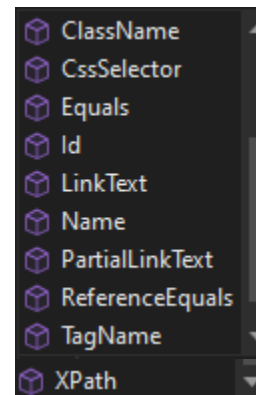 ClassName
CssSelector
Equals
Id
LinkText
Name
PartialLinkText
ReferenceEquals
TagName
XPath